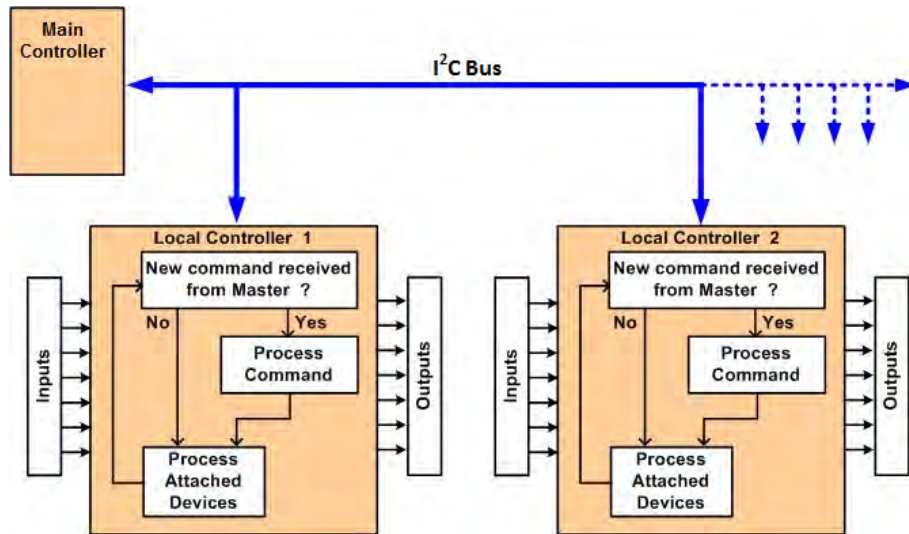 Main
Controller
I²C Bus
Local Controller 1
New command received
from Master ?
No
Yes
Process
Command
Process
Attached
Devices
Inputs
Outputs
Local Controller 2
New command received
from Master ?
No
Yes
Process
Command
Process
Attached
Devices
Inputs
Outputs